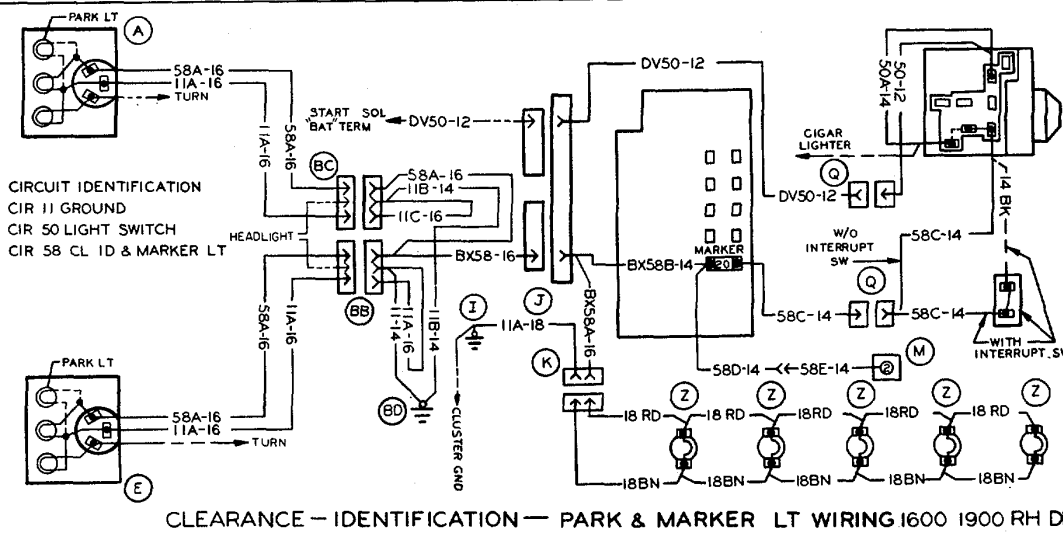 PARK LT
A
58A-16
11A-16
TURN
11A-16
58A-16
"START SOL
"BAT" TERM
DV50-12
DV50-12
50A-14
50-12
CIGAR
LIGHTER
Q
DV50-12
14 BK
BC
58A-16
11B-14
11C-16
CIRCUIT IDENTIFICATION
CIR 11 GROUND
CIR 50 LIGHT SWITCH
CIR 58 CL ID & MARKER LT
HEADLIGHT
BX58-16
MARKER
20
BX58B-14
W/O
INTERRUPT
SW
58C-14
Q
58C-14
58C-14
WITH
INTERRUPT SW
58A-16
11A-16
BB
11-14
11A-16
11B-14
I
J
11A-18
BX58A-16
K
58D-14
58E-14
2
M
PARK LT
BD
CLUSTER GND
58A-16
11A-16
TURN
E
Z
Z
Z
Z
Z
18 RD
18 RD
18RD
18RD
18 RD
18BN
18BN
18BN
18BN
18BN
CLEARANCE - IDENTIFICATION - PARK & MARKER LT WIRING 1600 1900 RH D